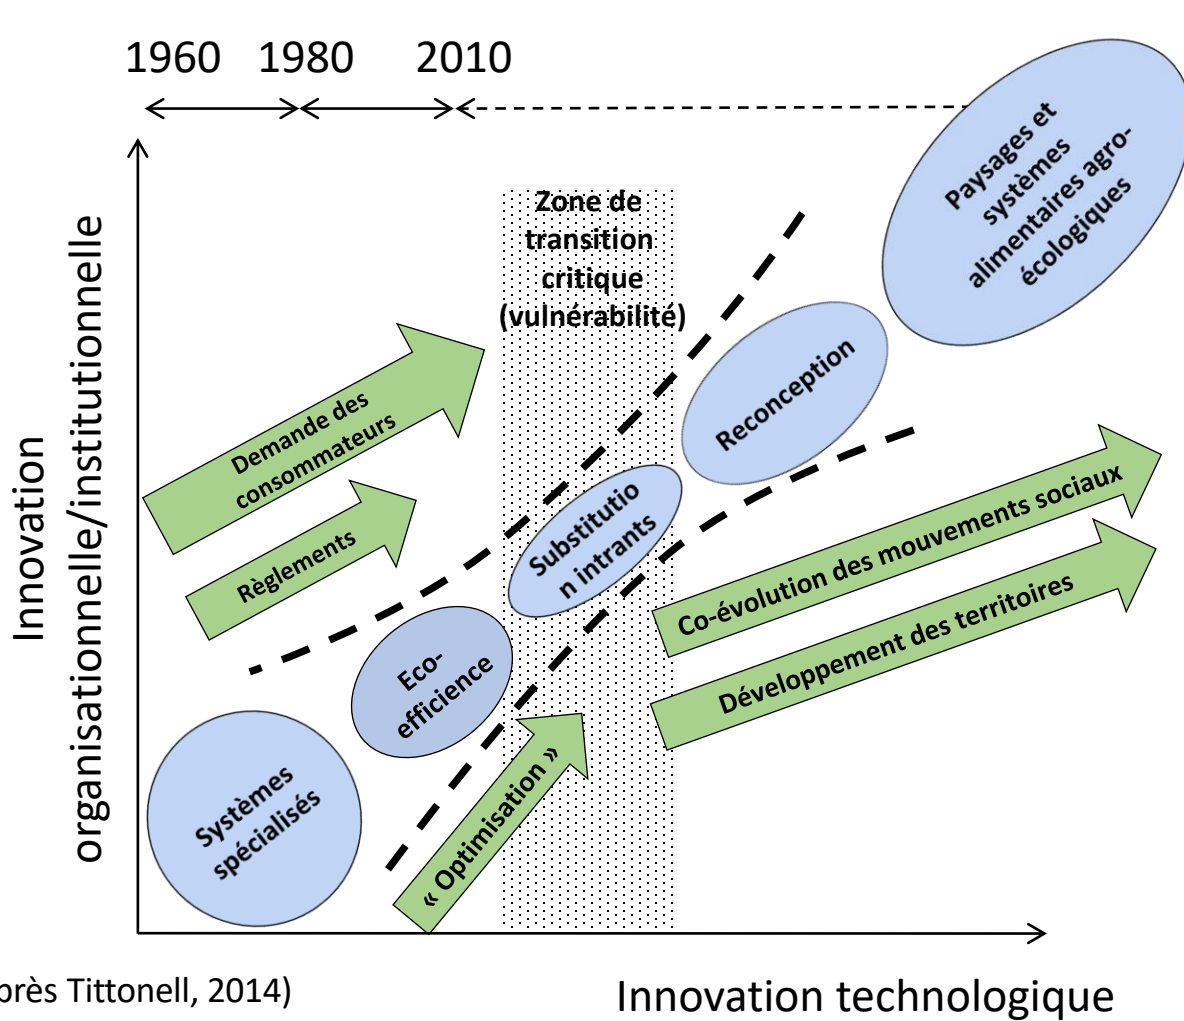 1960 1980 2010
Paysages et
systèmes
alimentaires agro-
écologiques
Zone de
transition
critique
(vulnérabilité)
Innovation
organisationnelle/institutionnelle
Demande des
consommateurs
Règlements
Reconception
Substitutio
n intrants
Eco-
efficience
Systèmes
spécialisés
« Optimisation »
Co-évolution des mouvements sociaux
Développement des territoires
près Tittonell, 2014)
Innovation technologique